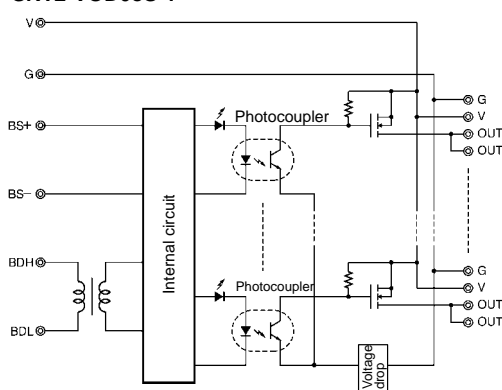 V
G
BS+
BS−
BDH
BDL
Internal circuit
Photocoupler
Photocoupler
Voltage drop
G
V
OUT
OUT
G
V
OUT
OUT